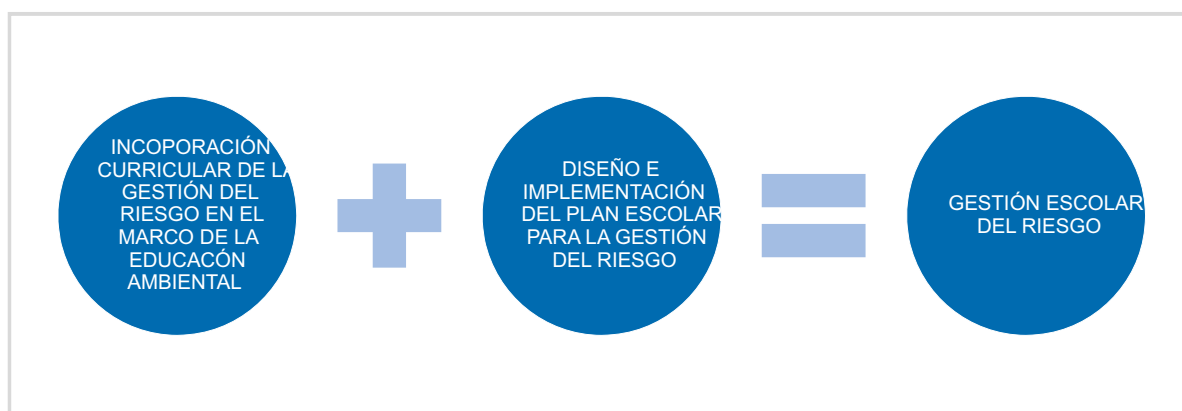 INCOPORACIÓN
CURRICULAR DE LA
GESTIÓN DEL
RIESGO EN EL
MARCO DE LA
EDUCACÓN
AMBIENTAL
DISEÑO E
IMPLEMENTACIÓN
DEL PLAN ESCOLAR
PARA LA GESTIÓN
DEL RIESGO
GESTIÓN ESCOLAR
DEL RIESGO